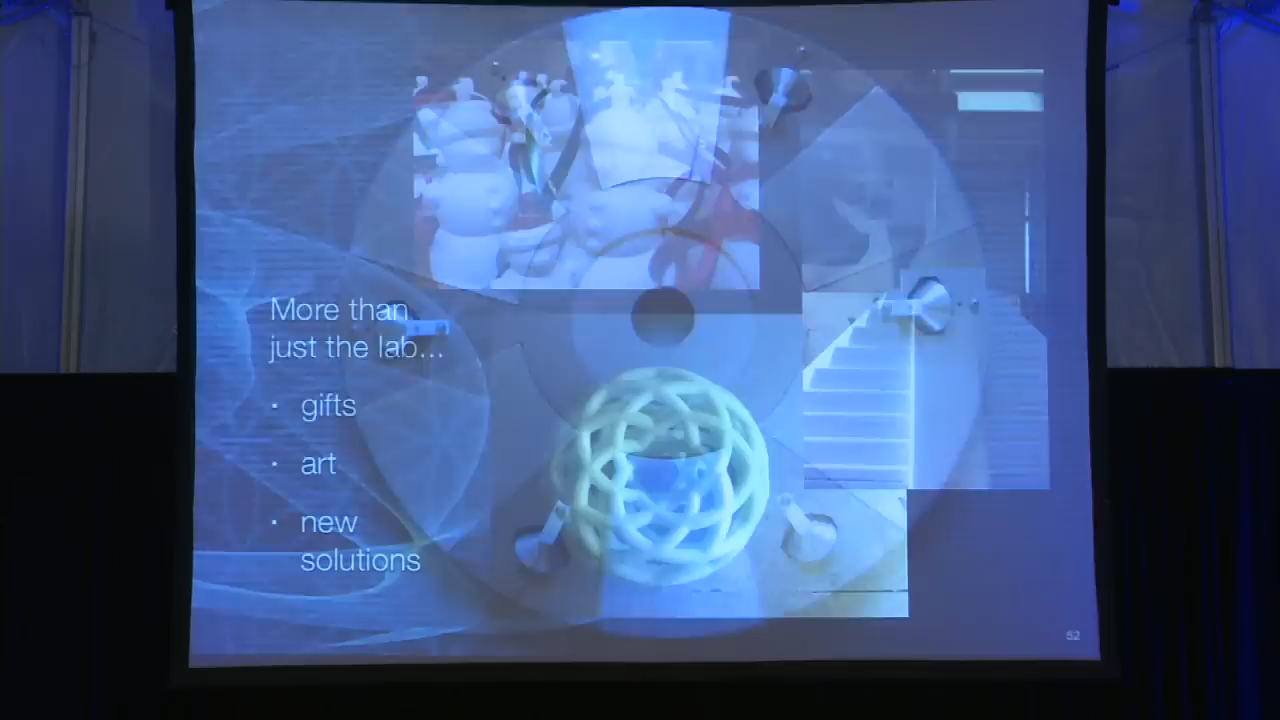 More than
just the lab...
· gifts
· art
· new
solutions
52